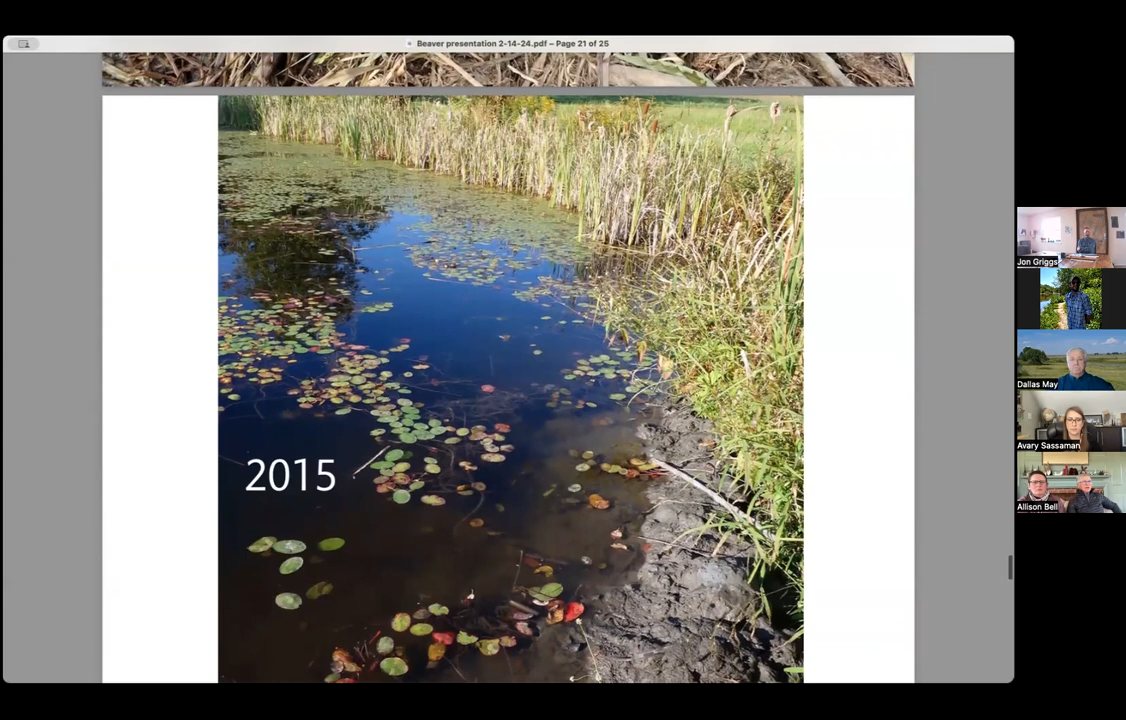 Beaver presentation 2-14-24.pdf – Page 21 of 25
2015
Jon Griggs
Dallas May
Avary Sassaman
Allison Bell